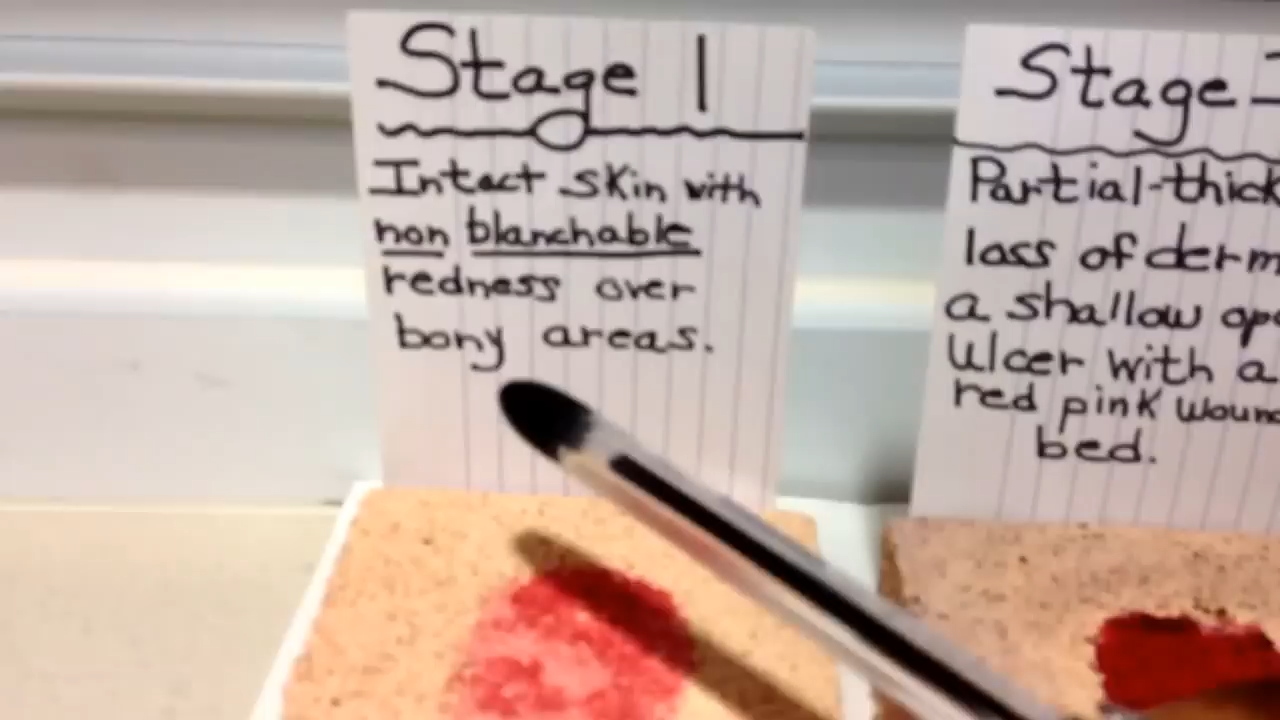 Stage 1
Intact skin with
non blanchable
redness over
bony areas.
Stage
Partial-thick
loss of derm
a shallow ope
Ulcer with a
red pink wound
bed.